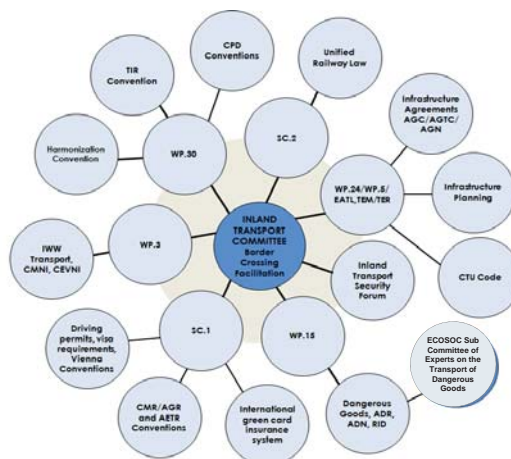 CPD
Conventions
TIR
Convention
Unified
Railway Law
Harmonization
Convention
WP.30
SC.2
Infrastructure
Agreements
AGC/AGTC/
AGN
WP.24/WP.5/
EATL,TEM/TER
Infrastructure
Planning
IWW
Transport,
CMNI, CEVNI
WP.3
INLAND
TRANSPORT
COMMITTEE
Border
Crossing
Facilitation
Inland
Transport
Security
Forum
CTU Code
Driving
permits, visa
requirements,
Vienna
Conventions
SC.1
WP.15
ECOSOC Sub
Committee of
Experts on the
Transport of
Dangerous
Goods
CMR/AGR
and AETR
Conventions
International
green card
insurance
system
Dangerous
Goods, ADR,
ADN, RID